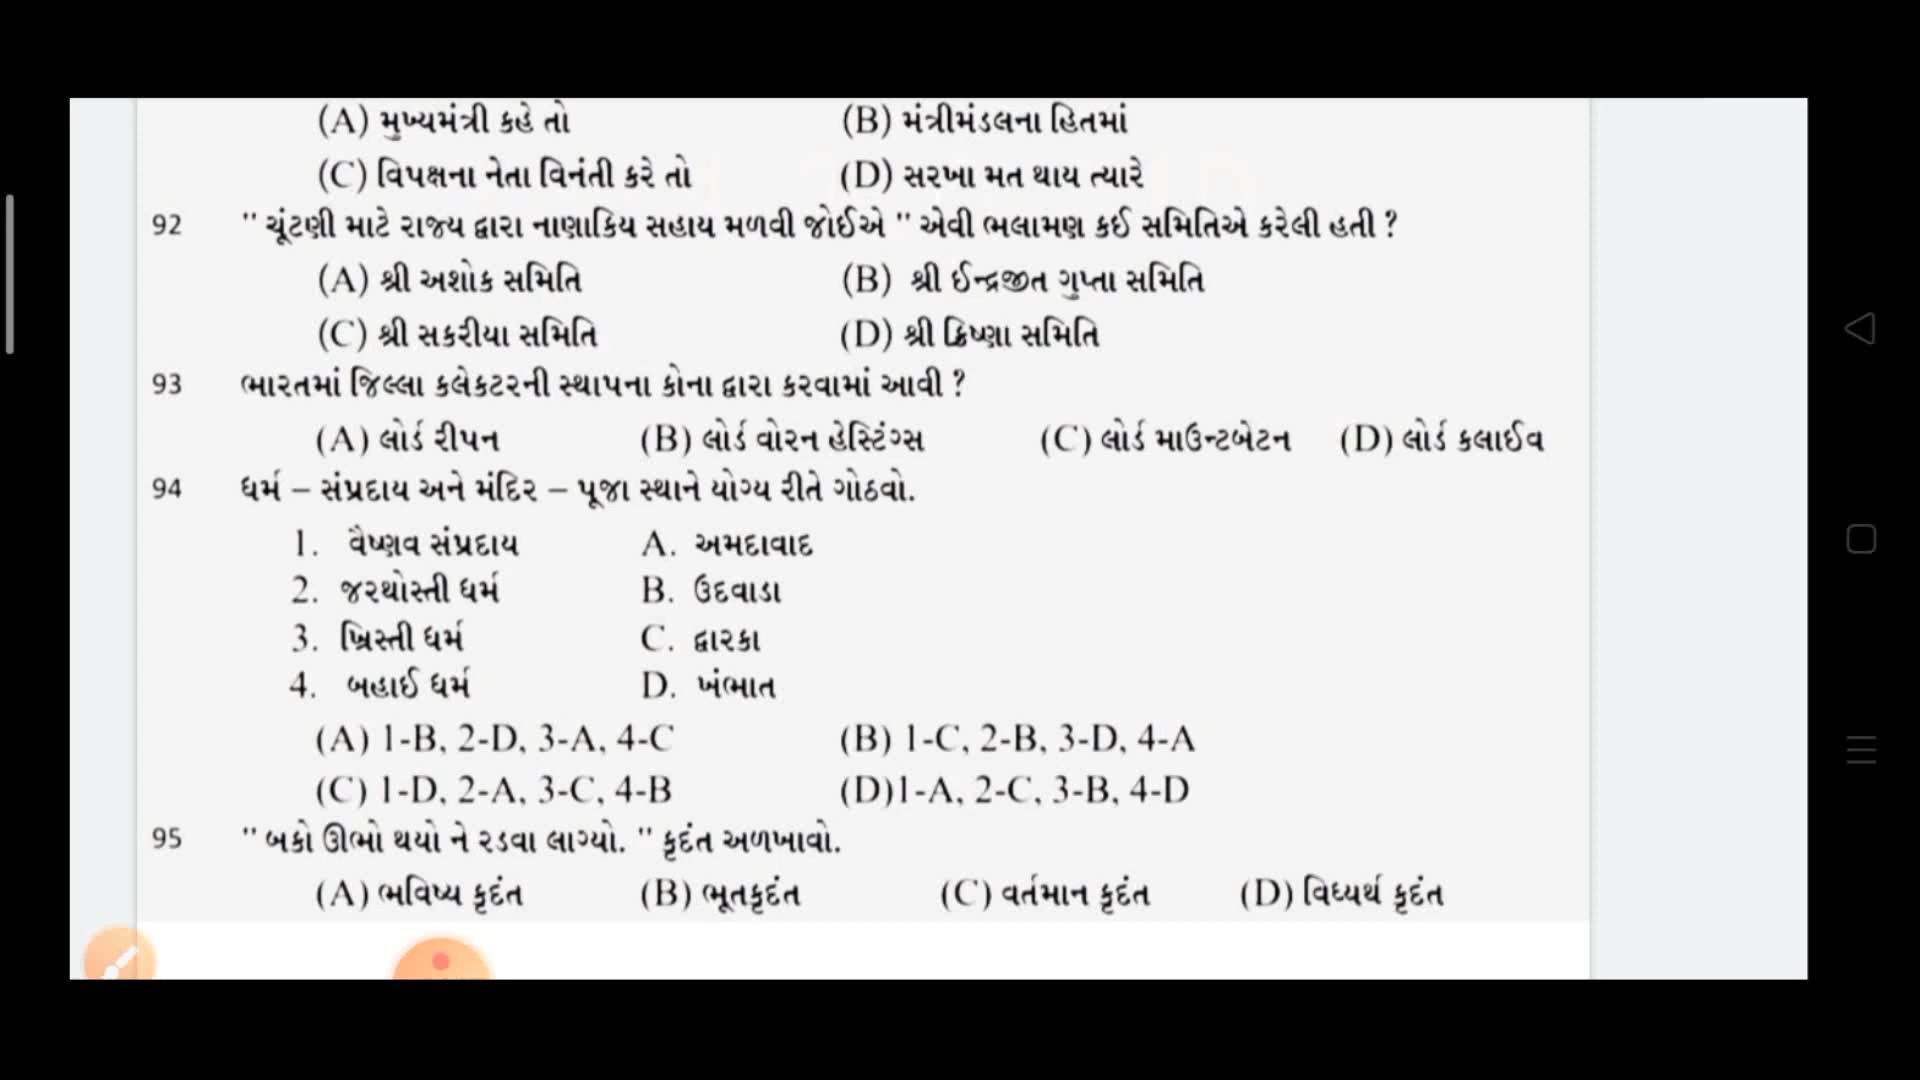 (A) મુખ્યમંત્રી કહે તો (B) મંત્રીમંડલના હિતમાં
(C) વિપક્ષના નેતા વિનંતી કરે તો (D) સરખા મત થાય ત્યારે
92 " ચૂંટણી માટે રાજ્ય દ્વારા નાણાકિય સહાય મળવી જોઈએ " એવી ભલામણ કઈ સમિતિએ કરેલી હતી ?
(A) શ્રી અશોક સમિતિ (B) શ્રી ઈન્દ્રજીત ગુપ્તા સમિતિ
(C) શ્રી સકરીયા સમિતિ (D) શ્રી ક્રિષ્ણા સમિતિ
93 ભારતમાં જિલ્લા કલેકટરની સ્થાપના કોના દ્વારા કરવામાં આવી ?
(A) લોર્ડ રીપન (B) લોર્ડ વોરન હેસ્ટિંગ્સ (C) લોર્ડ માઉન્ટબેટન (D) લોર્ડ કલાઈવ
94 ધર્મ – સંપ્રદાય અને મંદિર – પૂજા સ્થાને યોગ્ય રીતે ગોઠવો.
1. વૈષ્ણવ સંપ્રદાય A. અમદાવાદ
2. જરથોસ્તી ધર્મ B. ઉદવાડા
3. ખ્રિસ્તી ધર્મ C. દ્વારકા
4. બહાઈ ધર્મ D. ખંભાત
(A) 1-B, 2-D, 3-A, 4-C (B) 1-C, 2-B, 3-D, 4-A
(C) 1-D, 2-A, 3-C, 4-B (D)1-A, 2-C, 3-B, 4-D
95 " બકો ઊભો થયો ને રડવા લાગ્યો. " કૃદંત અળખાવો.
(A) ભવિષ્ય કૃદંત (B) ભૂતકૃદંત (C) વર્તમાન કૃદંત (D) વિધ્યર્થ કૃદંત